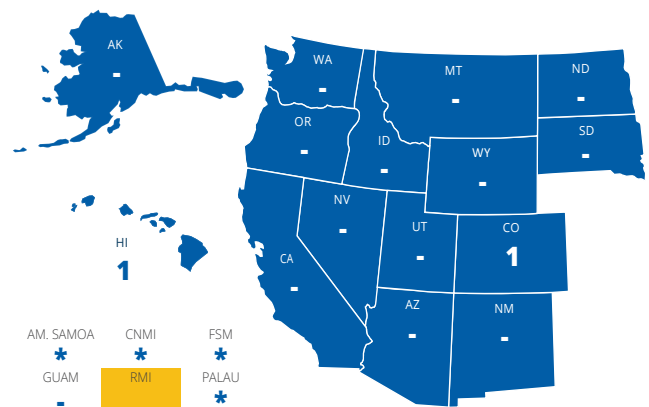 AK
-
WA
-
MT
-
ND
-
OR
-
ID
-
SD
-
WY
-
NV
-
UT
-
CO
1
HI
1
CA
-
AZ
-
NM
-
AM. SAMOA CNMI FSM
* * *
GUAM RMI PALAU
- *